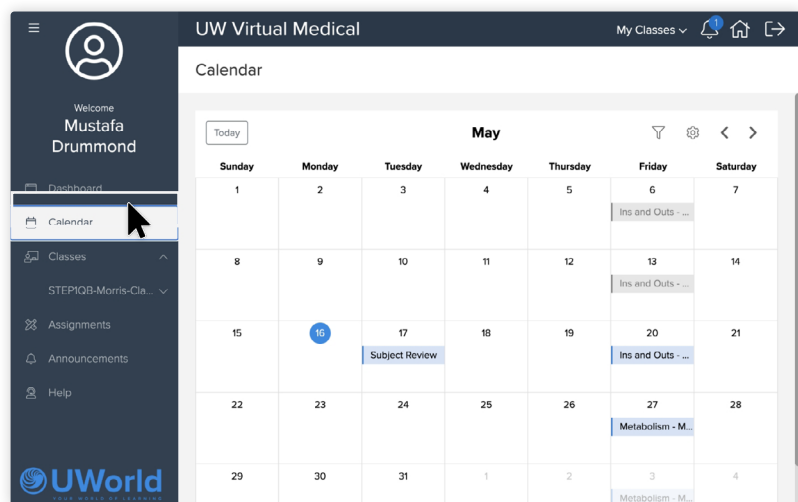 UW Virtual Medical
My Classes
1
Welcome
Mustafa
Drummond
Dashboard
Calendar
Classes
STEP1QB-Morris-Cla...
Assignments
Announcements
Help
UWorld
YOUR WORLD OF LEARNING
Calendar
Today
May
Sunday Monday Tuesday Wednesday Thursday Friday Saturday
1 2 3 4 5 6 7
Ins and Outs - ...
8 9 10 11 12 13 14
Ins and Outs - ...
15 16 17 18 19 20 21
Subject Review Ins and Outs - ...
22 23 24 25 26 27 28
Metabolism - M...
29 30 31 1 2 3 4
Metabolism - M...